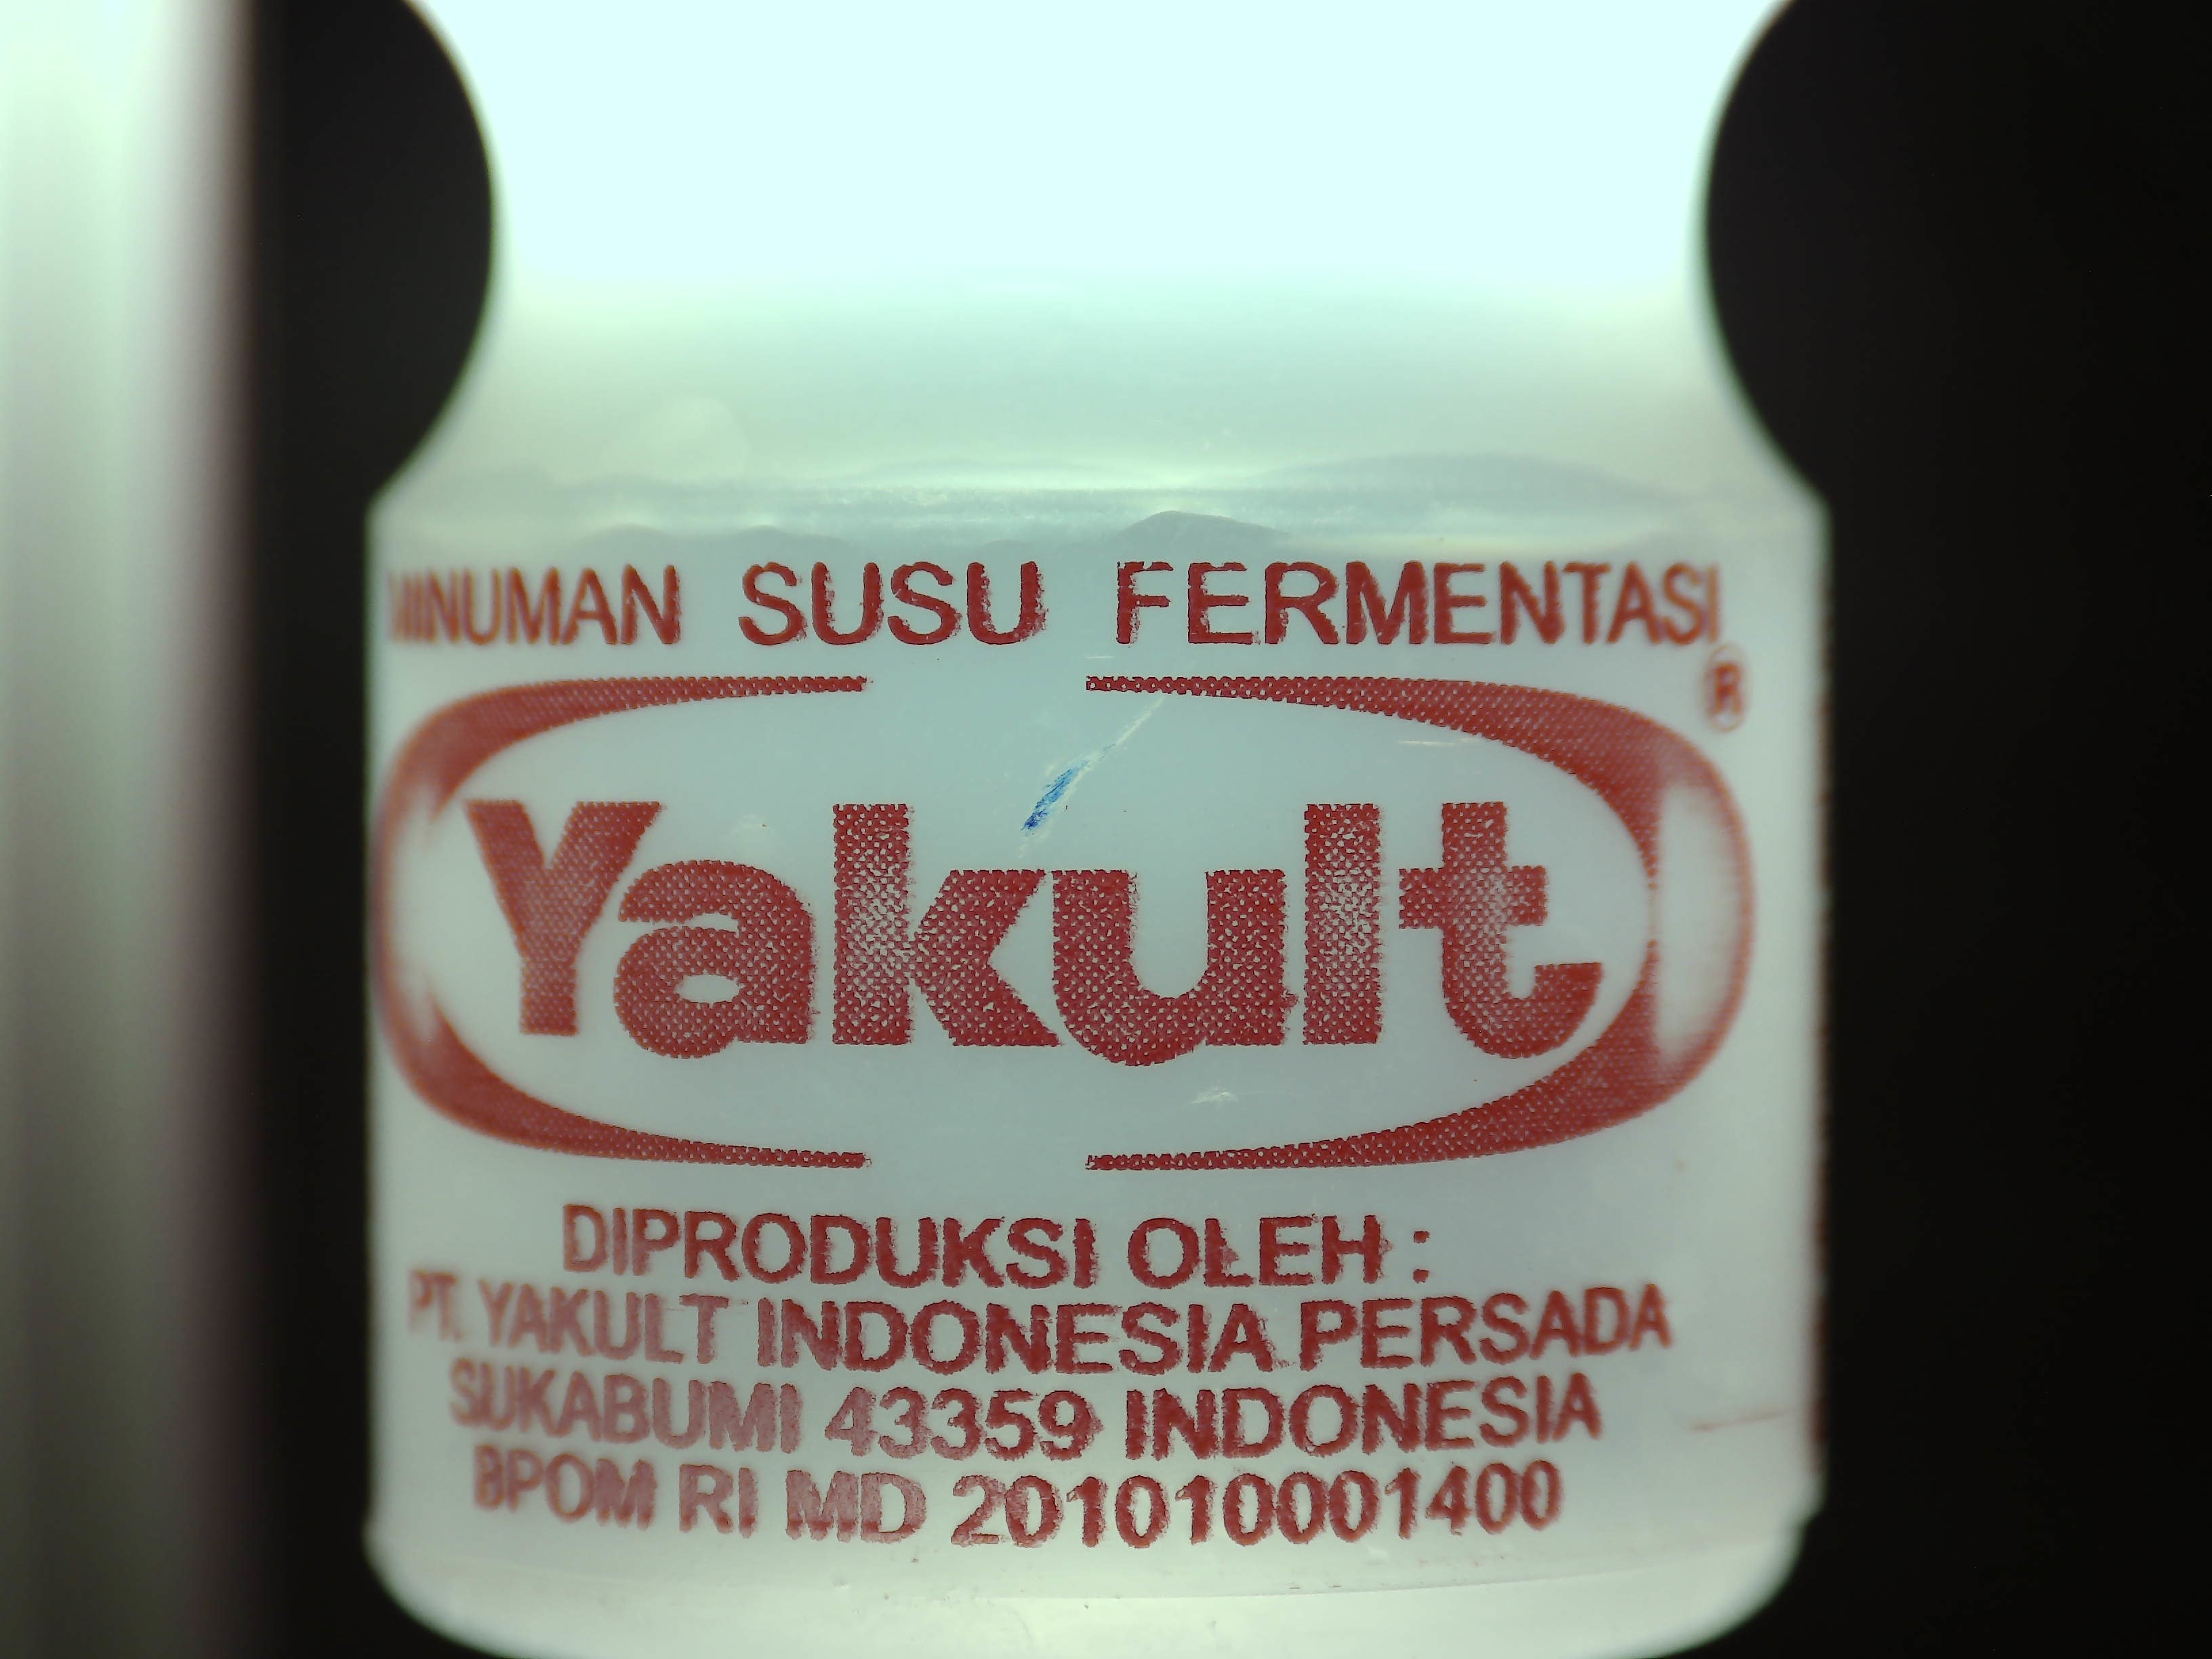 MINUMAN SUSU FERMENTASI
®
Yakult
DIPRODUKSI OLEH :
PT. YAKULT INDONESIA PERSADA
SUKABUMI 43359 INDONESIA
BPOM RI MD 201010001400